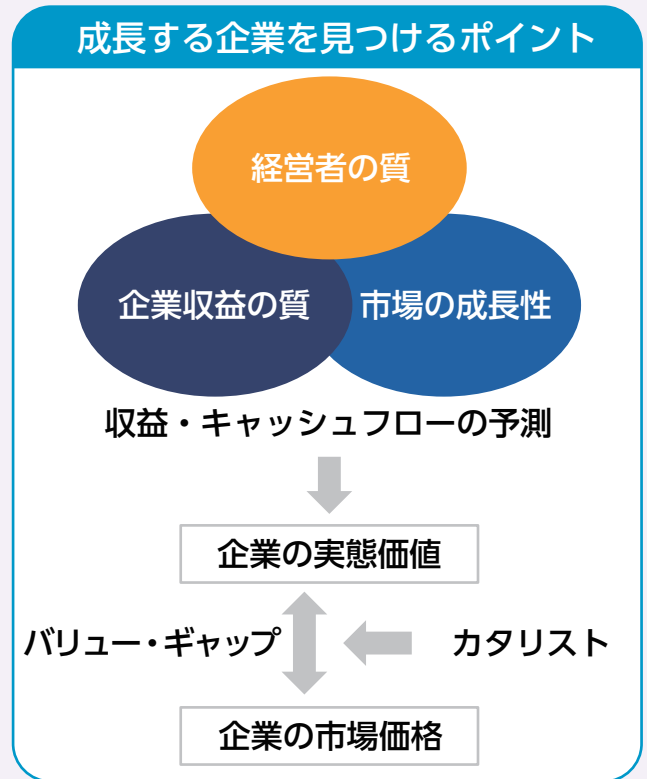 成長する企業を見つけるポイント
経営者の質
企業収益の質
市場の成長性
収益・キャッシュフローの予測
企業の実態価値
バリュー・ギャップ
カタリスト
企業の市場価格